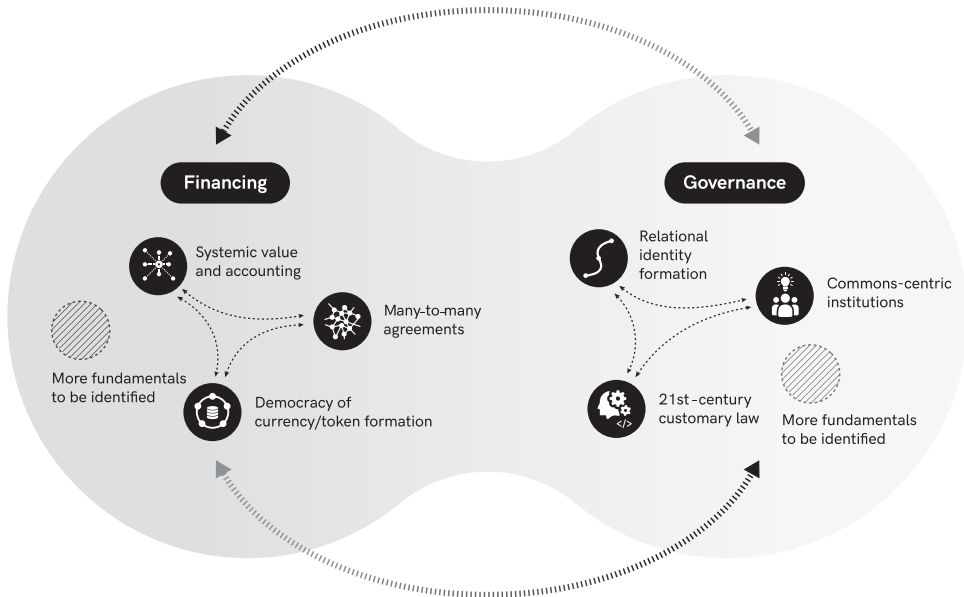 Financing
Systemic value
and accounting
Many-to-many
agreements
More fundamentals
to be identified
Democracy of
currency/token formation
Governance
Relational
identity
formation
Commons-centric
institutions
21st-century
customary law
</>
More fundamentals
to be identified